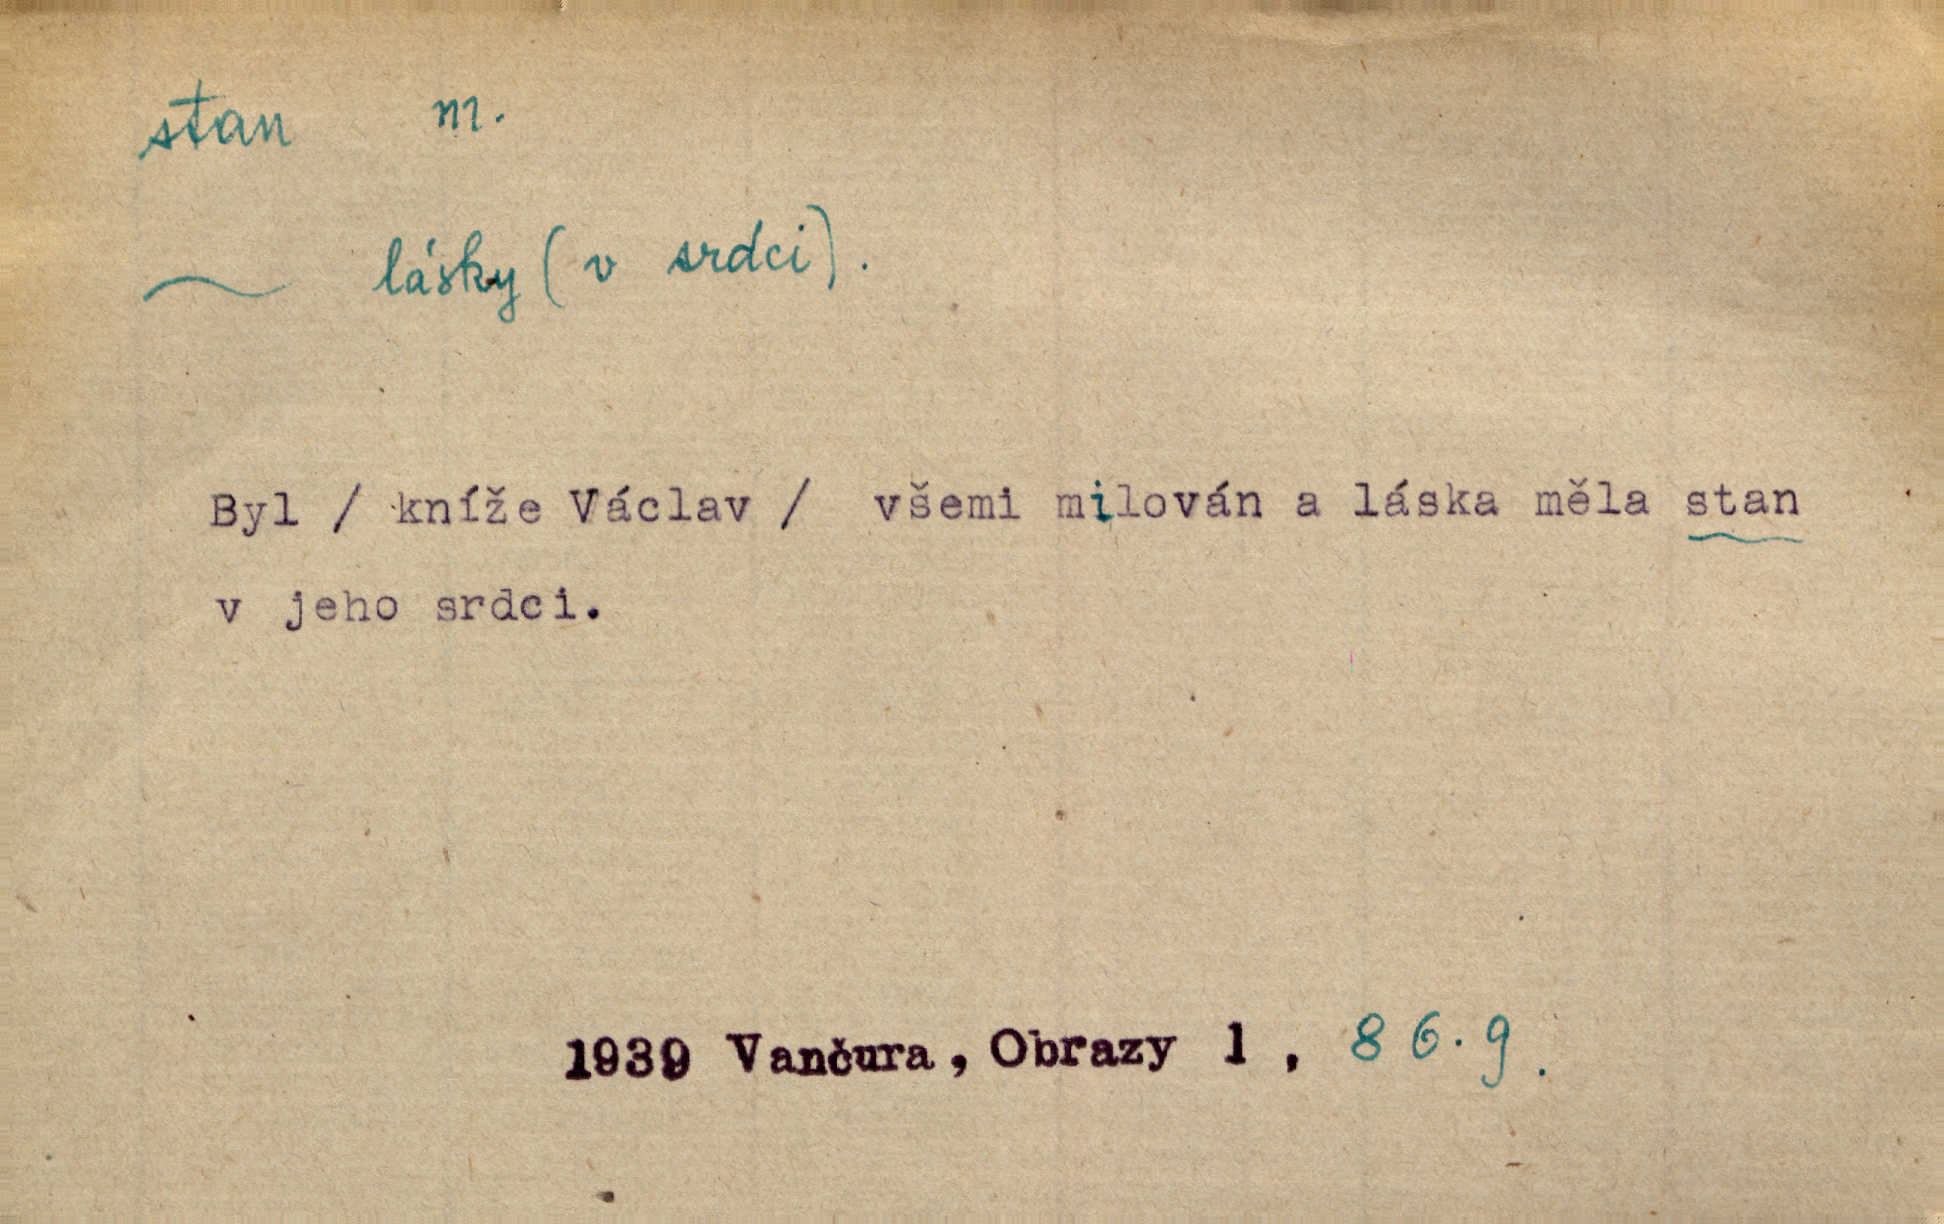 stan m.
~ lásky (v srdci).
Byl / kníže Václav / všemi milován a láska měla stan
v jeho srdci.
1939 Vančura, Obrazy 1, 86.9.